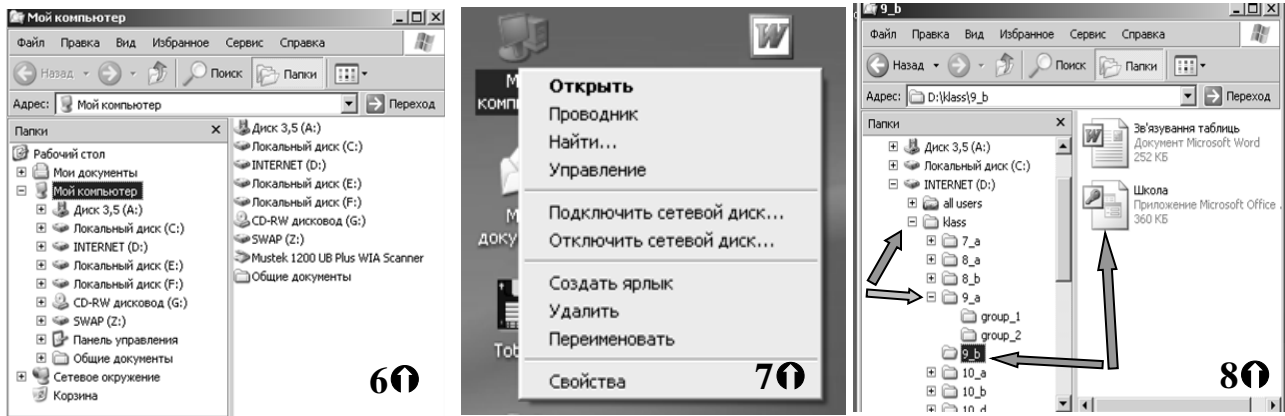 Мой компьютер
Файл Правка Вид Избранное Сервис Справка
Назад Поиск Папки
Адрес: Мой компьютер Переход
Папки
Рабочий стол
Мои документы
Мой компьютер
Диск 3,5 (A:)
Локальный диск (C:)
INTERNET (D:)
Локальный диск (E:)
Локальный диск (F:)
CD-RW дисковод (G:)
SWAP (Z:)
Панель управления
Общие документы
Сетевое окружение
Корзина
Диск 3,5 (A:)
Локальный диск (C:)
INTERNET (D:)
Локальный диск (E:)
Локальный диск (F:)
CD-RW дисковод (G:)
SWAP (Z:)
Mustek 1200 UB Plus WIA Scanner
Общие документы
6
Открыть
Проводник
Найти...
Управление
Подключить сетевой диск...
Отключить сетевой диск...
Создать ярлык
Удалить
Переименовать
Свойства
7
9_b
Файл Правка Вид Избранное Сервис Справка
Назад Поиск Папки
Адрес: D:\klass\9_b Переход
Папки
Диск 3,5 (A:)
Локальный диск (C:)
INTERNET (D:)
all users
klass
7_a
8_a
8_b
9_a
group_1
group_2
9_b
10_a
10_b
10_d
Зв'язування таблиць
Документ Microsoft Word
252 КБ
Школа
Приложение Microsoft Office
360 КБ
8